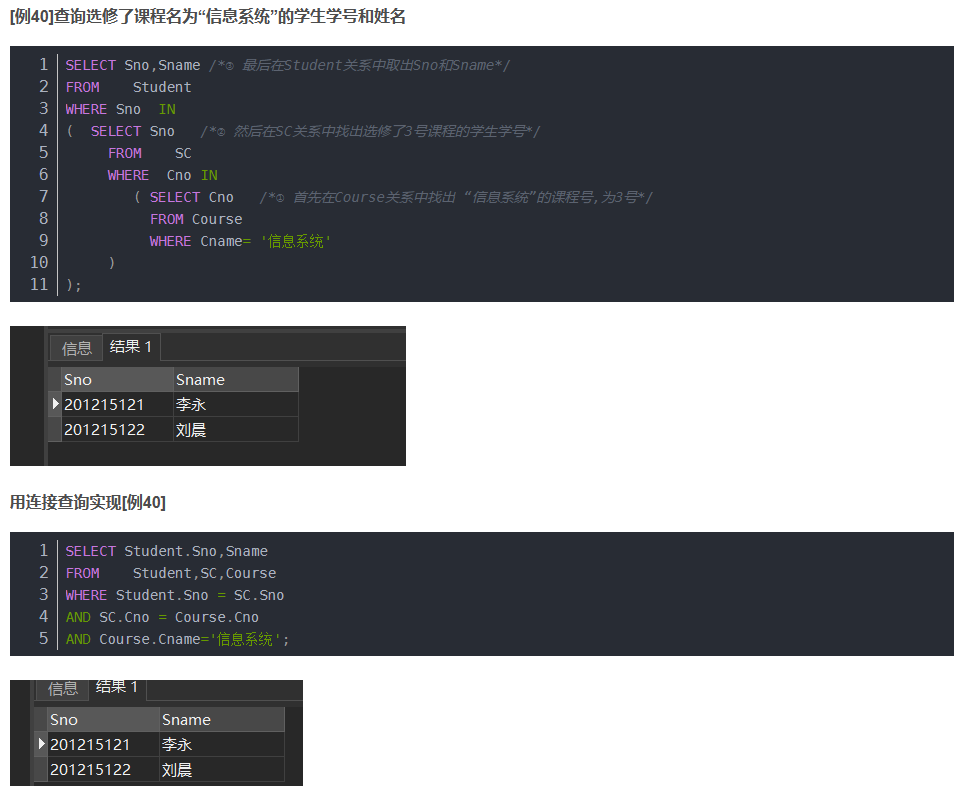 [例40]查询选修了课程名为“信息系统”的学生学号和姓名
1 SELECT Sno,Sname /*③ 最后在Student关系中取出Sno和Sname*/
2 FROM    Student
3 WHERE Sno  IN
4 (  SELECT Sno   /*② 然后在SC关系中找出选修了3号课程的学生学号*/
5      FROM    SC
6      WHERE  Cno IN
7         ( SELECT Cno   /*① 首先在Course关系中找出 “信息系统”的课程号,为3号*/
8           FROM Course
9           WHERE Cname= '信息系统'
10      )
11 );
信息 结果 1
Sno Sname
201215121 李永
201215122 刘晨
用连接查询实现[例40]
1 SELECT Student.Sno,Sname
2 FROM    Student,SC,Course
3 WHERE Student.Sno = SC.Sno
4 AND SC.Cno = Course.Cno
5 AND Course.Cname='信息系统';
信息 结果 1
Sno Sname
201215121 李永
201215122 刘晨